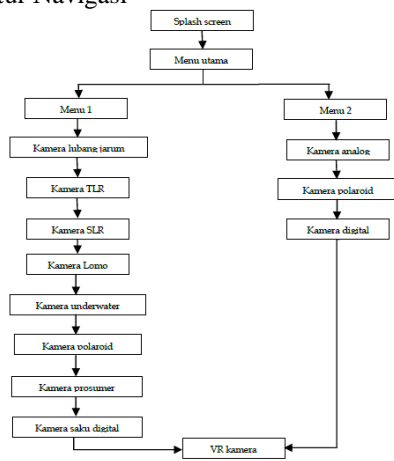 Navigasi
Splash screen
Menu utama
Menu 1
Menu 2
Kamera lubang jarum
Kamera analog
Kamera TLR
Kamera polaroid
Kamera SLR
Kamera digital
Kamera Lomo
Kamera underwater
Kamera polaroid
Kamera prosumer
Kamera saku digital
VR kamera